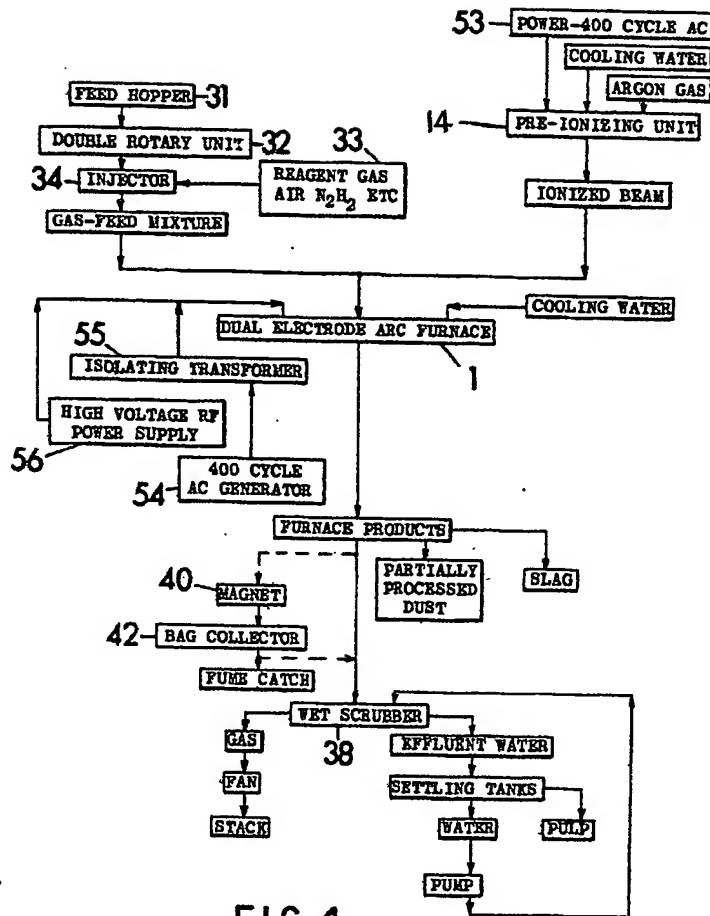 53 POWER-400 CYCLE AC
COOLING WATER
ARGON GAS
14 PRE-IONIZING UNIT
IONIZED BEAM
FEED HOPPER 31
DOUBLE ROTARY UNIT 32
33
34 INJECTOR
REAGENT GAS
AIR N₂H₂ ETC
GAS-FEED MIXTURE
COOLING WATER
DUAL ELECTRODE ARC FURNACE
1
55
ISOLATING TRANSFORMER
HIGH VOLTAGE RF
POWER SUPPLY
56
54 400 CYCLE
AC GENERATOR
FURNACE PRODUCTS
PARTIALLY
PROCESSED
DUST
SLAG
40 MAGNET
42 BAG COLLECTOR
FUME CATCH
WET SCRUBBER
38
GAS
FAN
STACK
EFFLUENT WATER
SETTLING TANKS
WATER
PULP
PUMP